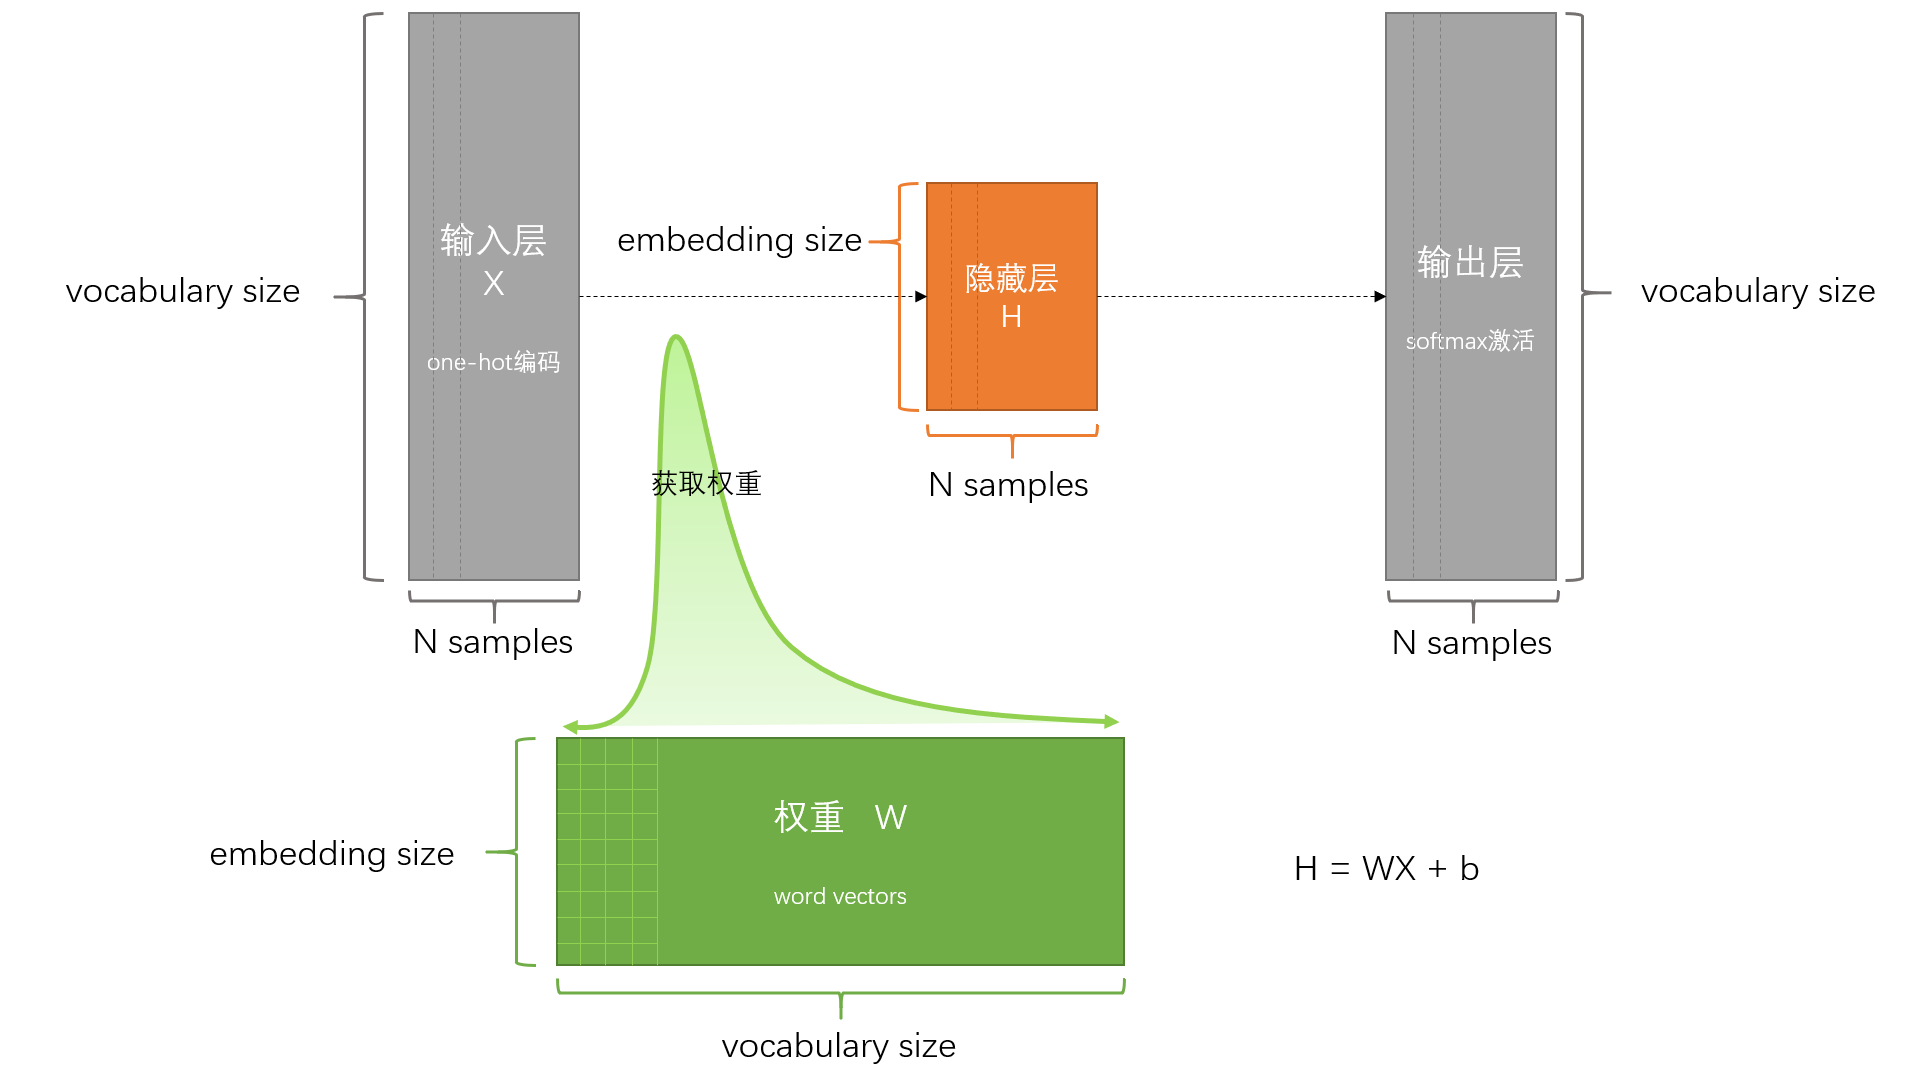 vocabulary size
输入层
X
one-hot编码
N samples
embedding size
隐藏层
H
N samples
输出层
softmax激活
vocabulary size
N samples
获取权重
embedding size
权重 W
word vectors
vocabulary size
H = WX + b